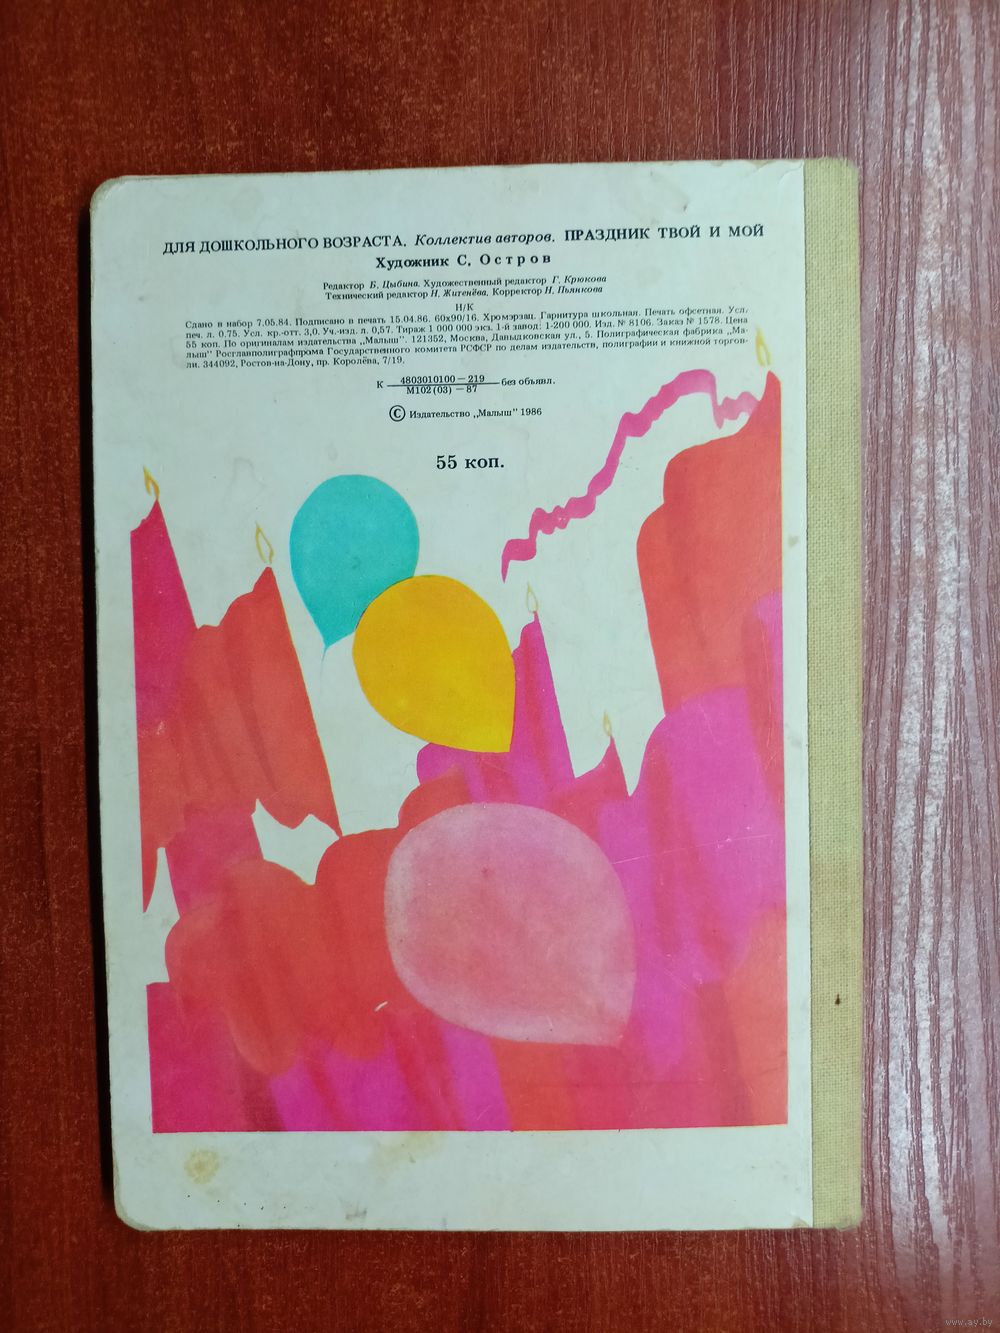 ДЛЯ ДОШКОЛЬНОГО ВОЗРАСТА. Коллектив авторов. ПРАЗДНИК ТВОЙ И МОЙ
Художник С. Остров
Редактор Б. Цыбина. Художественный редактор Г. Крюкова
Технический редактор Н. Житенёва. Корректор Н. Пьянкова
Н/К
Сдано в набор 7.05.84. Подписано в печать 15.04.86. 60х90/16. Хромэрзац. Гарнитура школьная. Печать офсетная. Усл.
печ. л. 0.75. Усл. кр.-отт. 3,0. Уч.-изд. л. 0,57. Тираж 1 000 000 экз. 1-й завод: 1-200 000. Изд. № 8106. Заказ № 1578. Цена
55 коп. По оригиналам издательства „Малыш". 121352, Москва, Давыдковская ул., 5. Полиграфическая фабрика „Ма-
лыш" Росглавполиграфпрома Государственного комитета РСФСР по делам издательств, полиграфии и книжной торгов-
ли. 344092, Ростов-на-Дону, пр. Королёва, 7/19.
К 4803010100—219 без объявл.
М102(03)—87
© Издательство „Малыш" 1986
55 коп.
www.ay.by